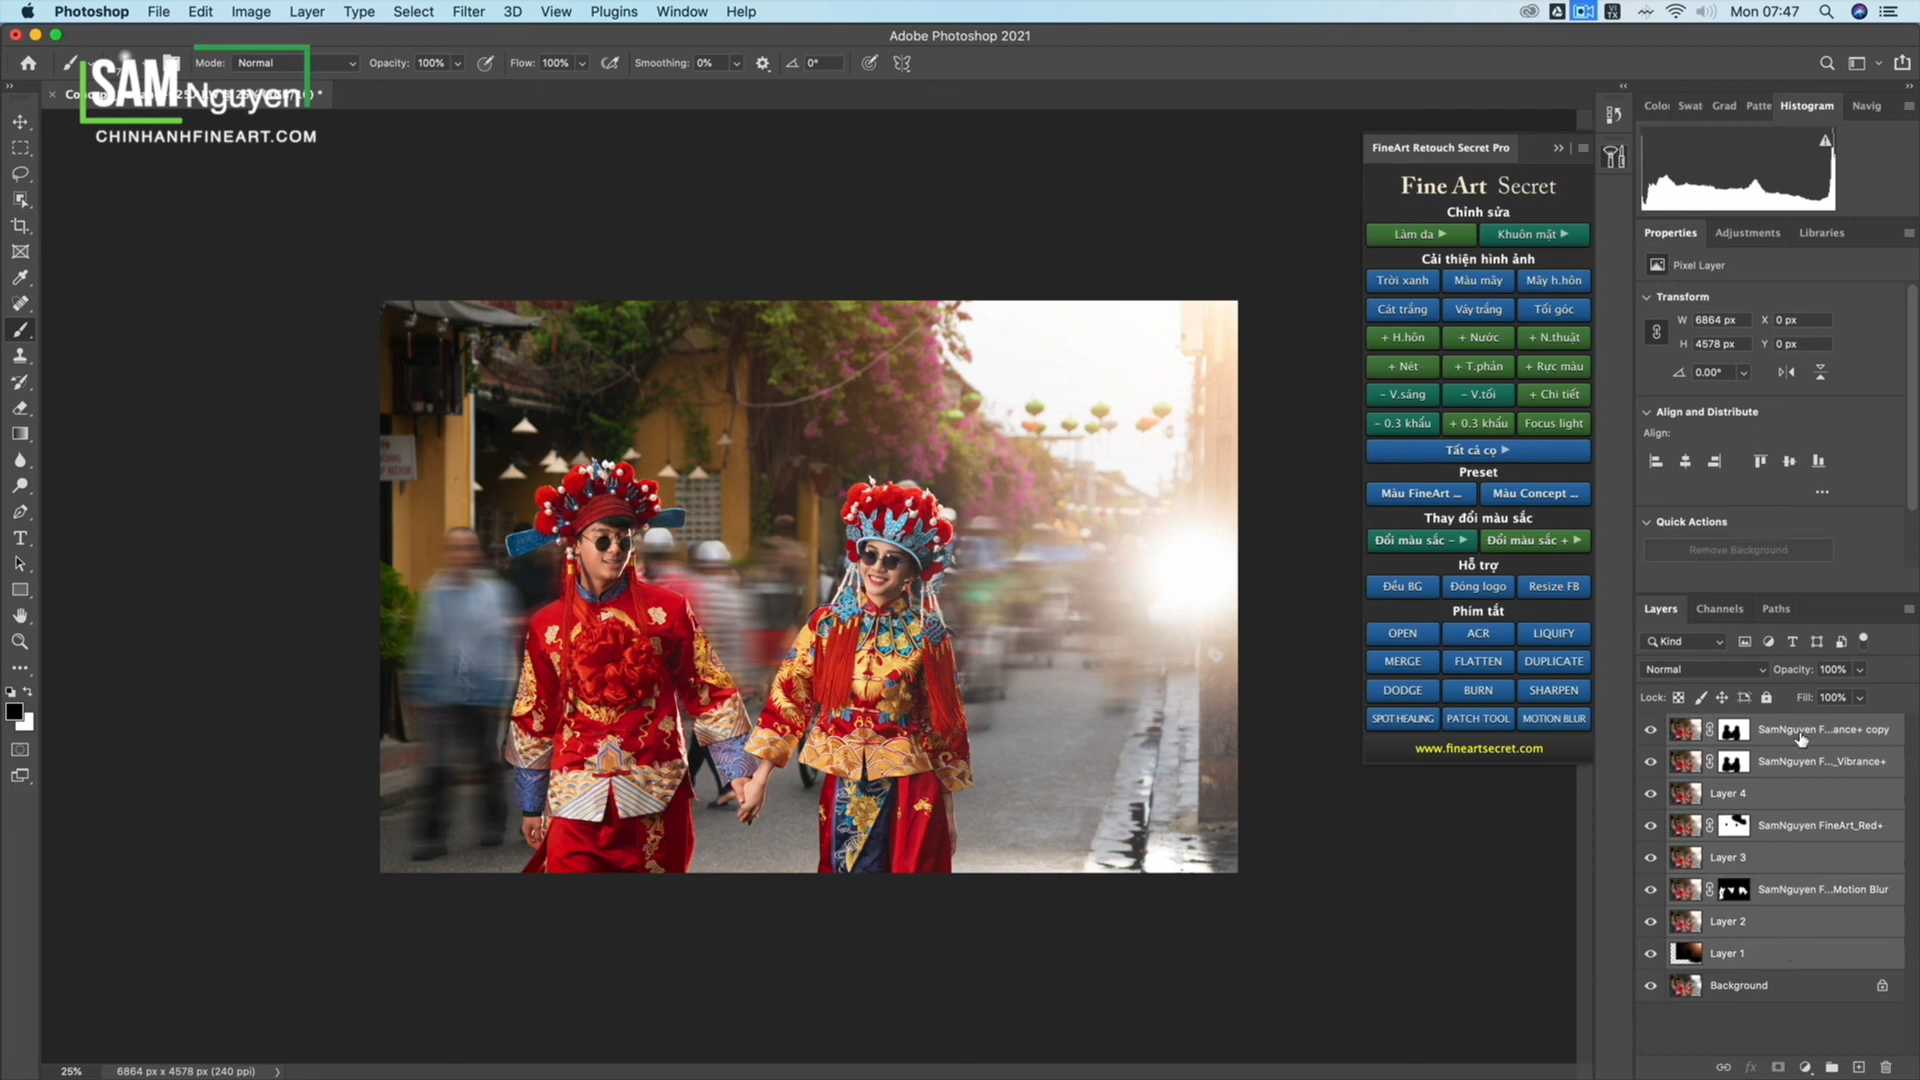 Photoshop File Edit Image Layer Type Select Filter 3D View Plugins Window Help
Mon 07:47
Adobe Photoshop 2021
Mode: Normal Opacity: 100% Flow: 100% Smoothing: 0% 0°
SAM Nguyen
CHINHANHFINEART.COM
FineArt Retouch Secret Pro
Fine Art Secret
Chỉnh sửa
Làm da Khuôn mặt
Cải thiện hình ảnh
Trời xanh Màu mây Mây h.hôn
Cát trắng Váy trắng Tối góc
+ H.hôn + Nước + N.thuật
+ Nét + T.phản + Rực màu
- V.sáng - V.tối + Chi tiết
- 0.3 khẩu + 0.3 khẩu Focus light
Tất cả cọ
Preset
Màu FineArt ... Màu Concept ...
Thay đổi màu sắc
Đổi màu sắc - Đổi màu sắc +
Hỗ trợ
Đều BG Đóng logo Resize FB
Phím tắt
OPEN ACR LIQUIFY
MERGE FLATTEN DUPLICATE
DODGE BURN SHARPEN
SPOT HEALING PATCH TOOL MOTION BLUR
www.fineartsecret.com
Color Swat Grad Patte Histogram Navig
Properties Adjustments Libraries
Pixel Layer
Transform
W 6864 px X 0 px
H 4578 px Y 0 px
0.00°
Align and Distribute
Align:
Quick Actions
Remove Background
Layers Channels Paths
Kind
Normal Opacity: 100%
Lock: Fill: 100%
SamNguyen F...ance+ copy
SamNguyen F..._Vibrance+
Layer 4
SamNguyen FineArt_Red+
Layer 3
SamNguyen F...Motion Blur
Layer 2
Layer 1
Background
25% 6864 px x 4578 px (240 ppi)